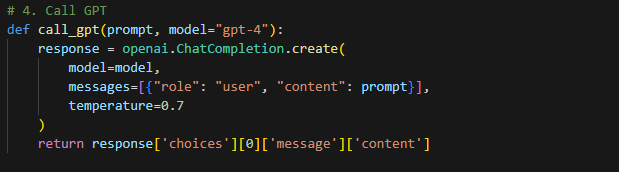 # 4. Call GPT
def call_gpt(prompt, model="gpt-4"):
    response = openai.ChatCompletion.create(
        model=model,
        messages=[{"role": "user", "content": prompt}],
        temperature=0.7
    )
    return response['choices'][0]['message']['content']